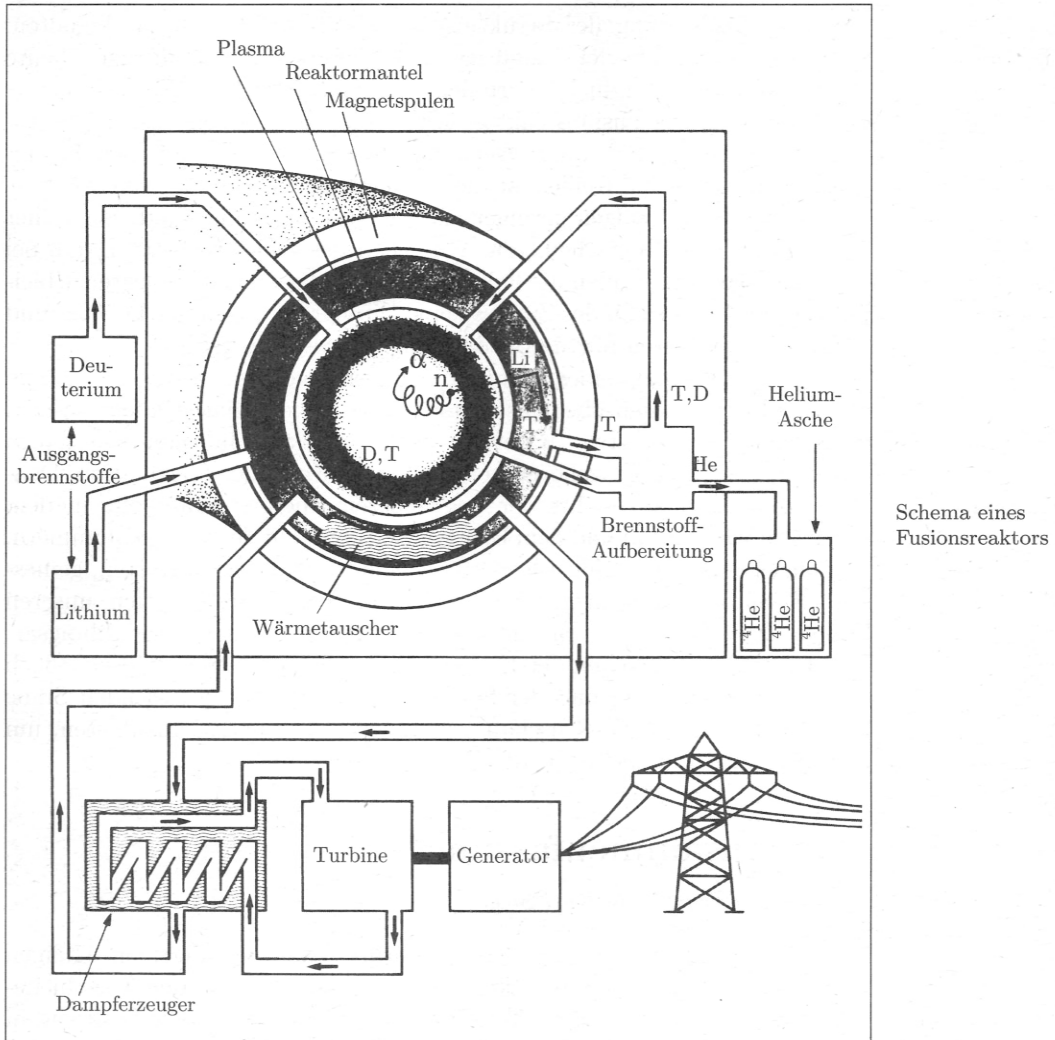 Plasma
Reaktormantel
Magnetspulen
Deu-
terium
Ausgangs-
brennstoffe
Lithium
α
n
Li
T
D,T
T
T,D
He
Helium-
Asche
Brennstoff-
Aufbereitung
⁴He
⁴He
⁴He
Wärmetauscher
Schema eines
Fusionsreaktors
Turbine
Generator
Dampferzeuger